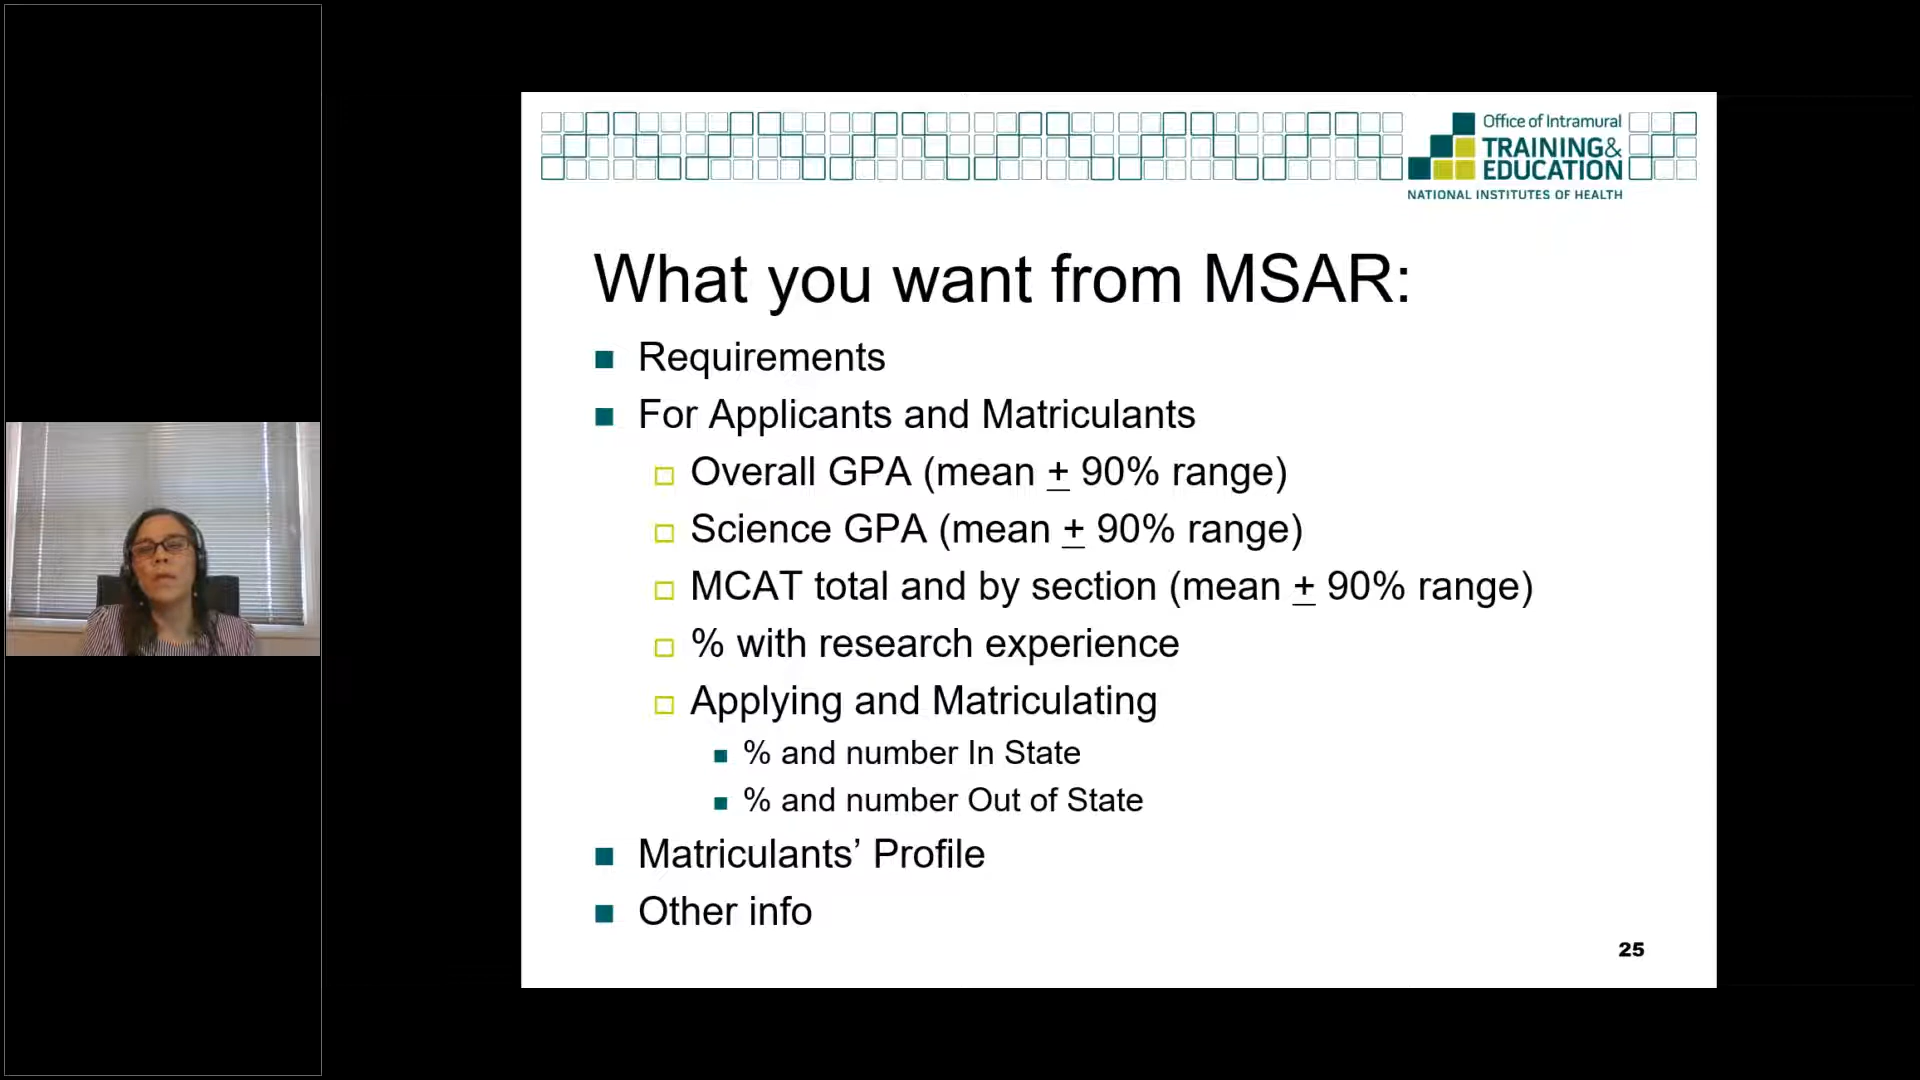 Office of Intramural
TRAINING&
EDUCATION
NATIONAL INSTITUTES OF HEALTH
What you want from MSAR:
Requirements
For Applicants and Matriculants
Overall GPA (mean ± 90% range)
Science GPA (mean ± 90% range)
MCAT total and by section (mean ± 90% range)
% with research experience
Applying and Matriculating
% and number In State
% and number Out of State
Matriculants’ Profile
Other info
25